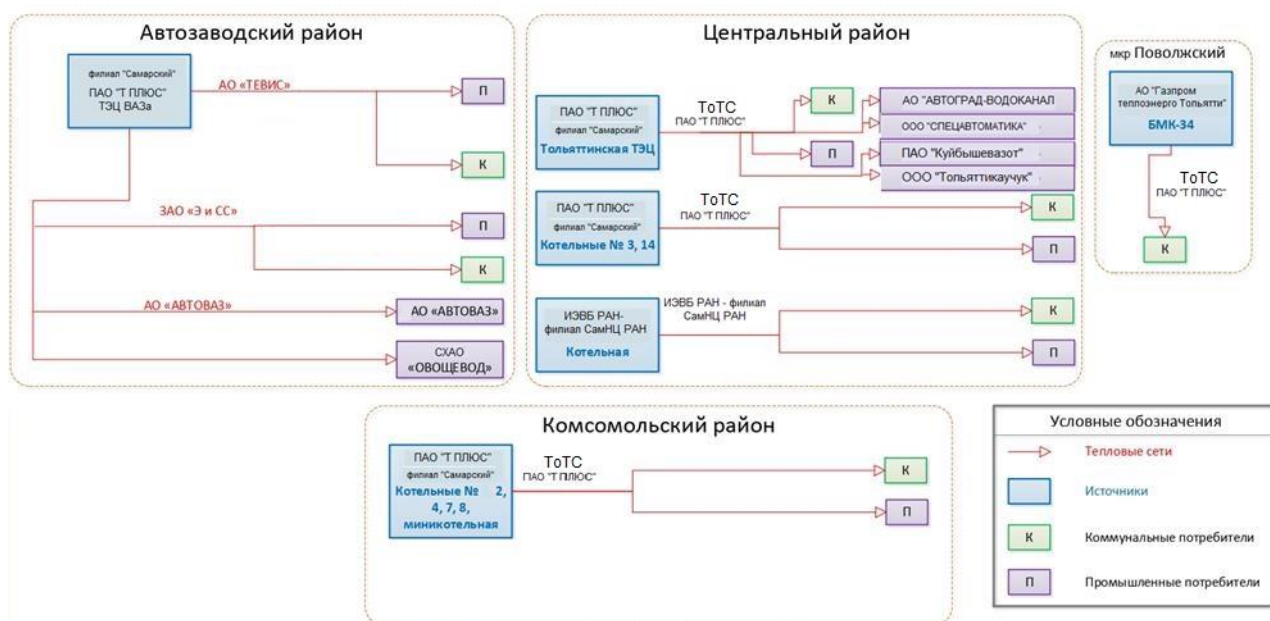 Автозаводский район
филиал "Самарский"
ПАО "Т ПЛЮС"
ТЭЦ ВАЗа
АО «ТЕВИС»
П
К
ЗАО «Э и СС»
П
К
АО «АВТОВАЗ»
АО «АВТОВАЗ»
СХАО
«ОВОЩЕВОД»
Центральный район
ПАО "Т ПЛЮС"
филиал "Самарский"
Тольяттинская ТЭЦ
ТоТС
ПАО "Т ПЛЮС"
К
П
АО "АВТОГРАД-ВОДОКАНАЛ
ООО "СПЕЦАВТОМАТИКА"
ПАО "Куйбышевазот"
ООО "Тольяттикаучук"
ПАО "Т ПЛЮС"
филиал "Самарский"
Котельные № 3, 14
ТоТС
ПАО "Т ПЛЮС"
К
П
ИЭВБ РАН-
филиал СамНЦ РАН
Котельная
ИЭВБ РАН - филиал
СамНЦ РАН
К
П
мкр Поволжский
АО "Газпром
теплоэнерго Тольятти"
БМК-34
ТоТС
ПАО "Т ПЛЮС"
К
Комсомольский район
ПАО "Т ПЛЮС"
филиал "Самарский"
Котельные № 2,
4, 7, 8,
миникотельная
ТоТС
ПАО "Т ПЛЮС"
К
П
Условные обозначения
Тепловые сети
Источники
К
Коммунальные потребители
П
Промышленные потребители